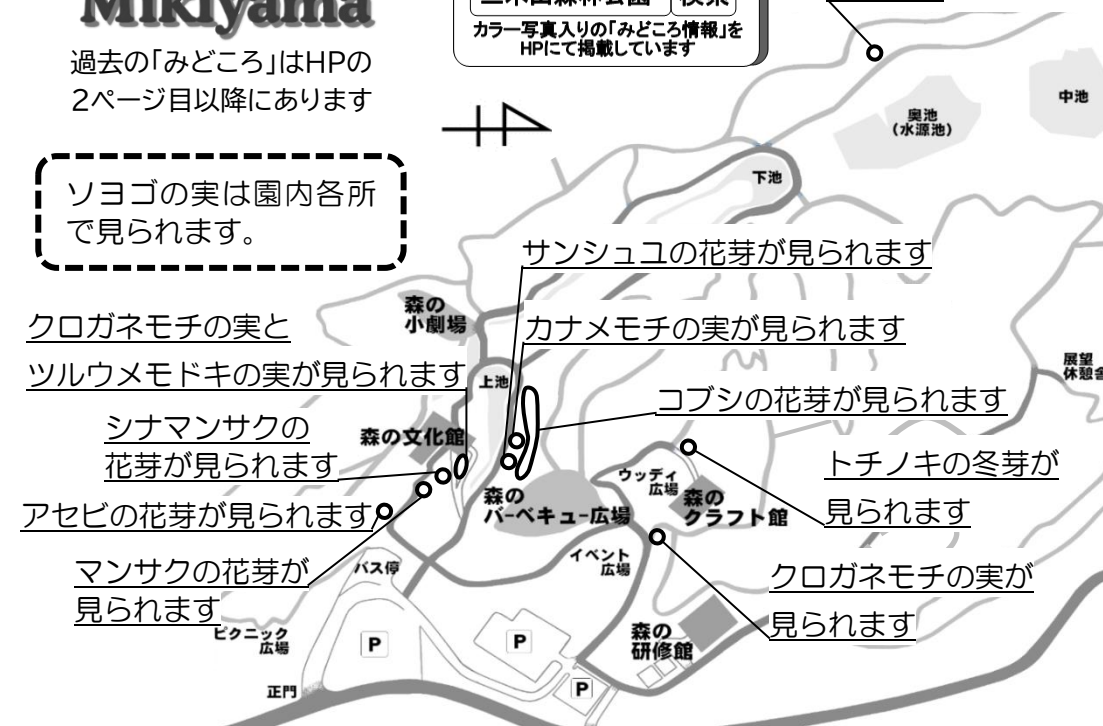 Mikiyama
過去の「みどころ」はHPの
2ページ目以降にあります
三木山森林公園 検索
カラー写真入りの「みどころ情報」を
HPにて掲載しています
ソヨゴの実は園内各所
で見られます。
中池
奥池
(水源池)
下池
サンシュユの花芽が見られます
森の
小劇場
クロガネモチの実と
ツルウメモドキの実が見られます
カナメモチの実が見られます
展望
休憩舎
上池
コブシの花芽が見られます
シナマンサクの
花芽が見られます
森の文化館
トチノキの冬芽が
見られます
ウッディ
広場
森の
クラフト館
森の
バーベキュー広場
アセビの花芽が見られます
マンサクの花芽が
見られます
バス停
イベント
広場
クロガネモチの実が
見られます
ピクニック
広場
P
P
森の
研修館
正門
P